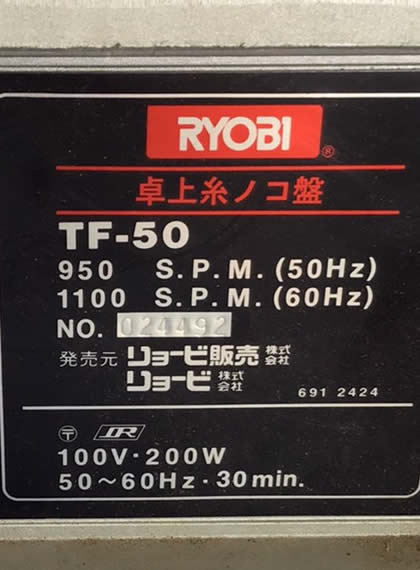 RYOBI®
卓上糸ノコ盤
TF-50
950 S.P.M.(50Hz)
1100 S.P.M.(60Hz)
NO. 024492
発売元 リョービ販売株式会社
リョービ株式会社
691 2424
〒 DR
100V·200W
50~60Hz·30min.